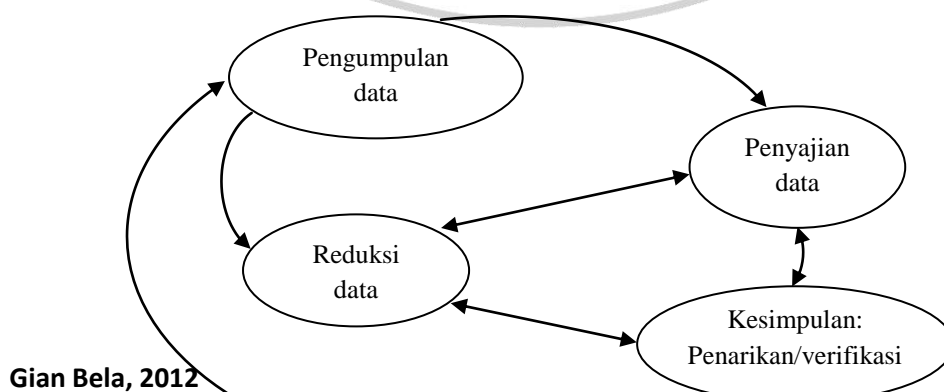 Pengumpulan
data
Penyajian
data
Reduksi
data
Kesimpulan:
Penarikan/verifikasi
Gian Bela, 2012